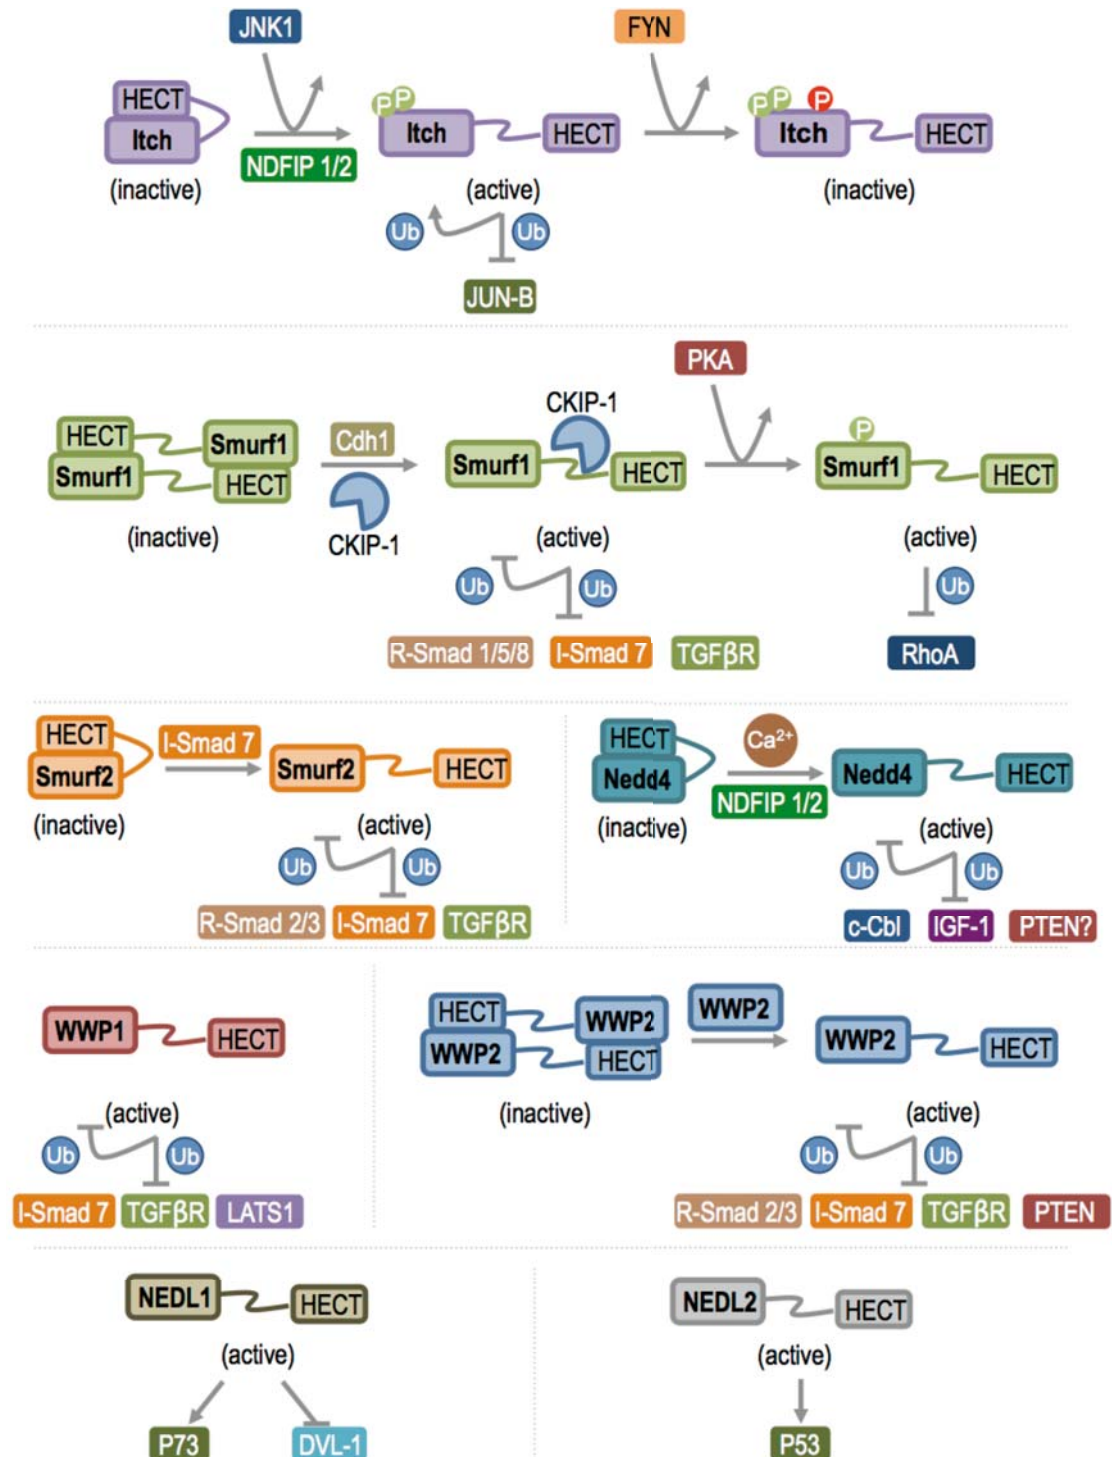 JNK1
FYN
HECT
Itch
(inactive)
NDFIP 1/2
P P
Itch
HECT
(active)
P P P
Itch
HECT
(inactive)
Ub
Ub
JUN-B
PKA
HECT
Smurf1
Smurf1
HECT
(inactive)
Cdh1
CKIP-1
CKIP-1
Smurf1
HECT
(active)
P
Smurf1
HECT
(active)
Ub
Ub
R-Smad 1/5/8
I-Smad 7
TGFβR
Ub
RhoA
HECT
Smurf2
(inactive)
I-Smad 7
Smurf2
HECT
(active)
Ub
Ub
R-Smad 2/3
I-Smad 7
TGFβR
HECT
Nedd4
(inactive)
Ca²⁺
NDFIP 1/2
Nedd4
HECT
(active)
Ub
Ub
c-Cbl
IGF-1
PTEN?
WWP1
HECT
(active)
Ub
Ub
I-Smad 7
TGFβR
LATS1
HECT
WWP2
WWP2
HECT
(inactive)
WWP2
WWP2
HECT
(active)
Ub
Ub
R-Smad 2/3
I-Smad 7
TGFβR
PTEN
NEDL1
HECT
(active)
P73
DVL-1
NEDL2
HECT
(active)
P53